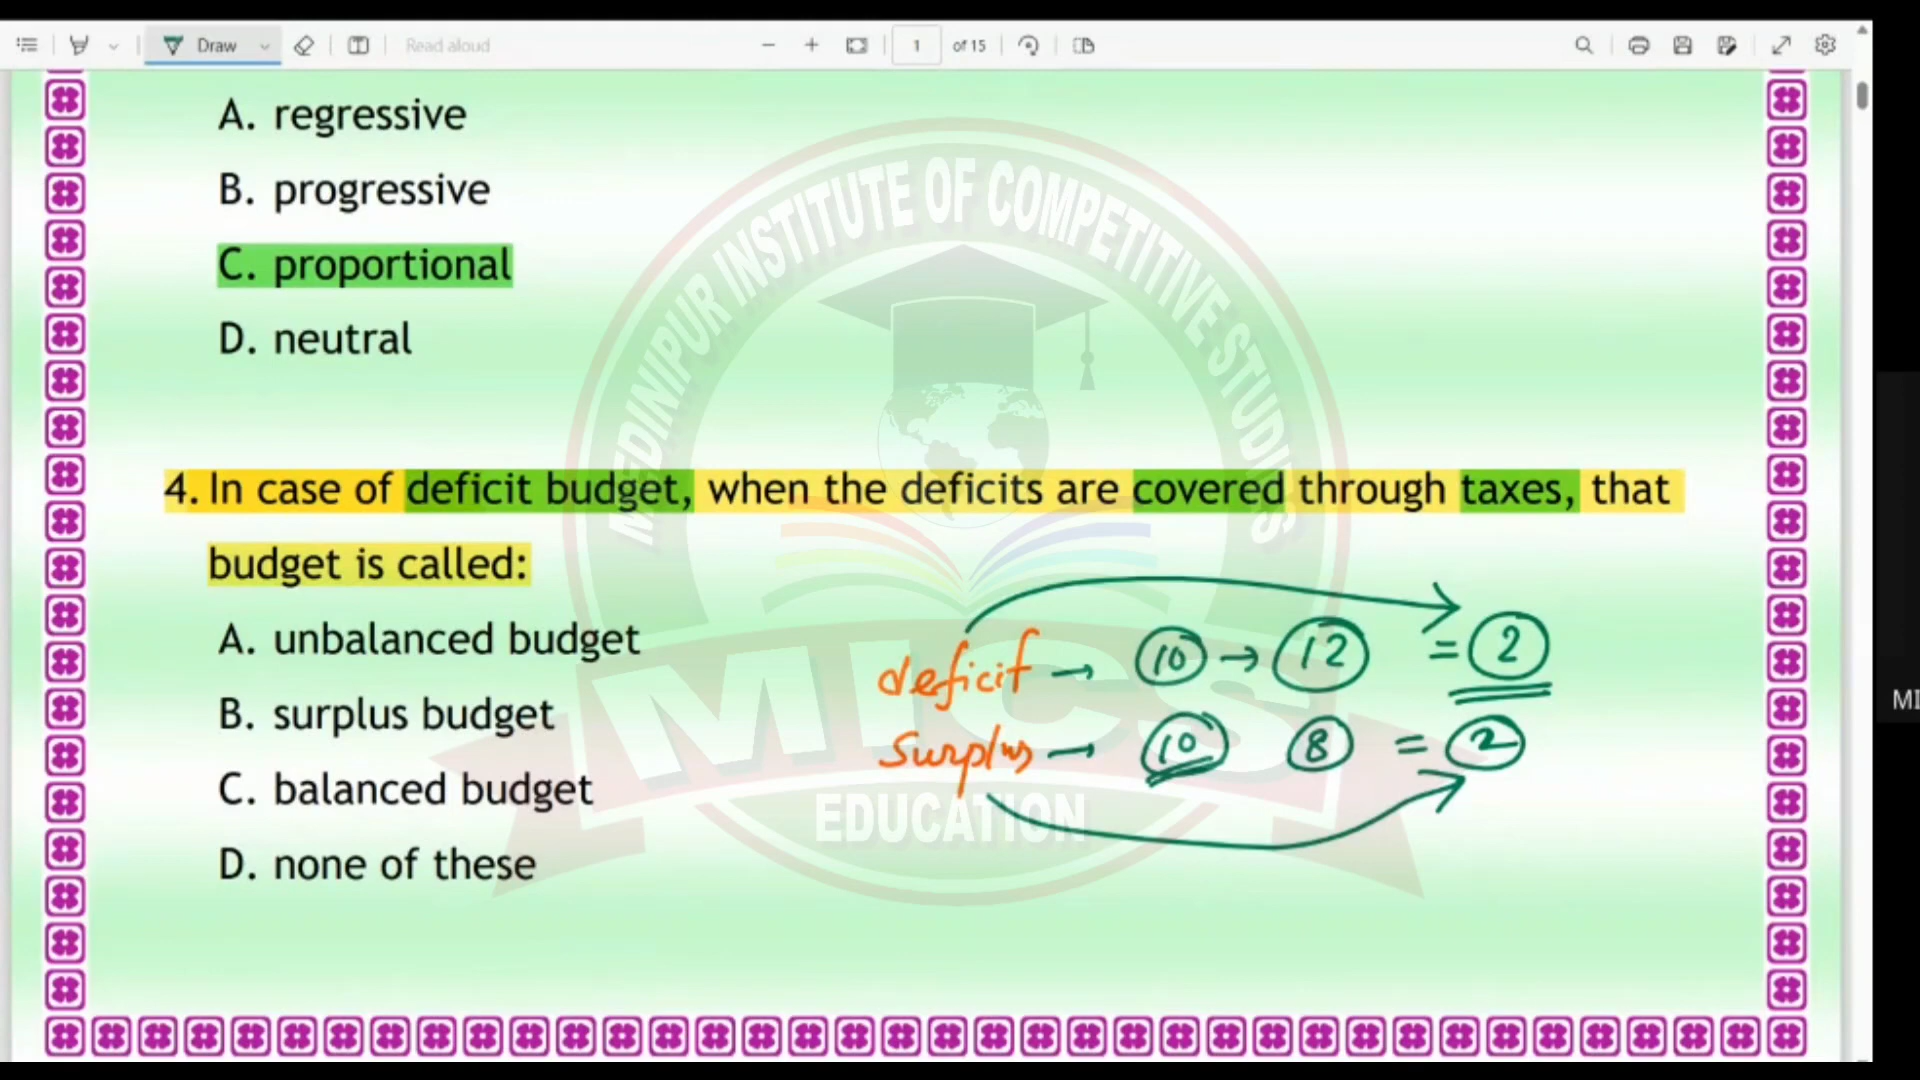 Draw
Read aloud
1 of 15
A. regressive
B. progressive
C. proportional
D. neutral
MEDINIPUR INSTITUTE OF COMPETITIVE STUDIES
4. In case of deficit budget, when the deficits are covered through taxes, that
budget is called:
A. unbalanced budget
B. surplus budget
C. balanced budget
D. none of these
deficit → 10 → 12 = 2
surplus → 10 8 = 2
MICS
EDUCATION
MI